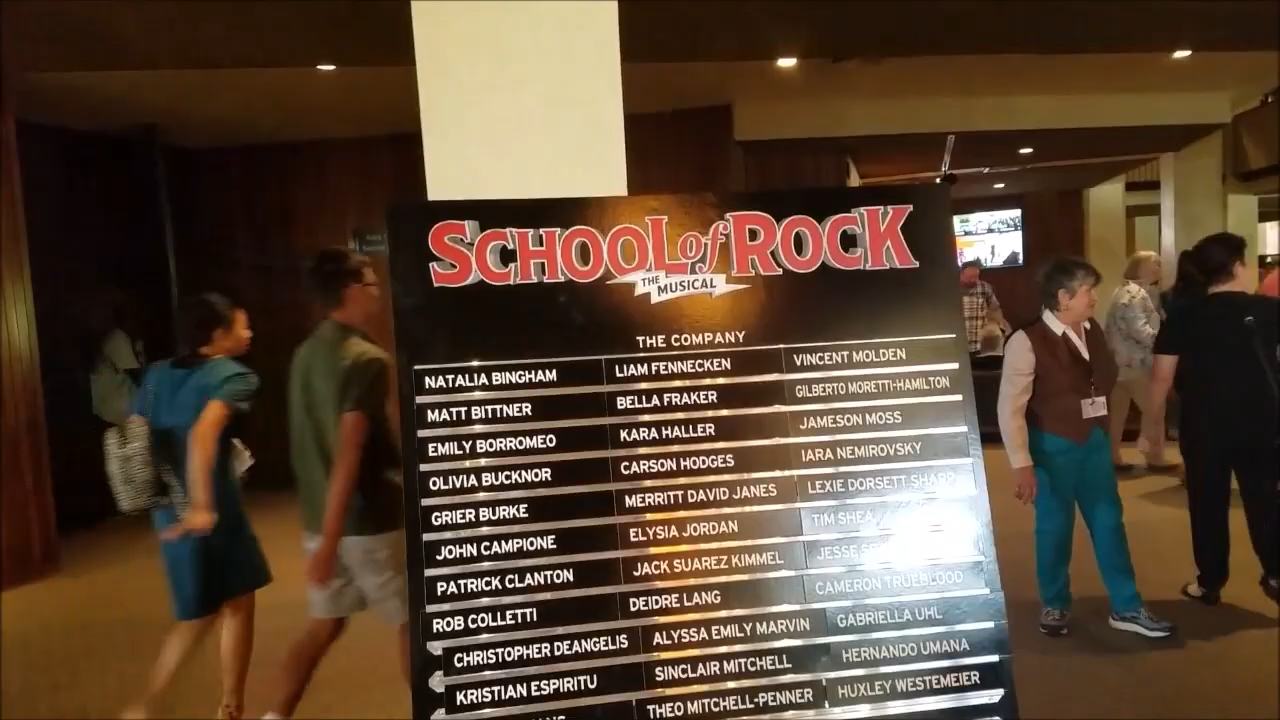 SCHOOL of ROCK
THE MUSICAL
THE COMPANY
NATALIA BINGHAM LIAM FENNECKEN VINCENT MOLDEN
MATT BITTNER BELLA FRAKER GILBERTO MORETTI-HAMILTON
EMILY BORROMEO KARA HALLER JAMESON MOSS
OLIVIA BUCKNOR CARSON HODGES IARA NEMIROVSKY
GRIER BURKE MERRITT DAVID JANES LEXIE DORSETT SHARP
JOHN CAMPIONE ELYSIA JORDAN TIM SHEA
PATRICK CLANTON JACK SUAREZ KIMMEL JESSE
ROB COLLETTI DEIDRE LANG CAMERON TRUEBLOOD
CHRISTOPHER DEANGELIS ALYSSA EMILY MARVIN GABRIELLA UHL
KRISTIAN ESPIRITU SINCLAIR MITCHELL HERNANDO UMANA
THEO MITCHELL-PENNER HUXLEY WESTEMEIER